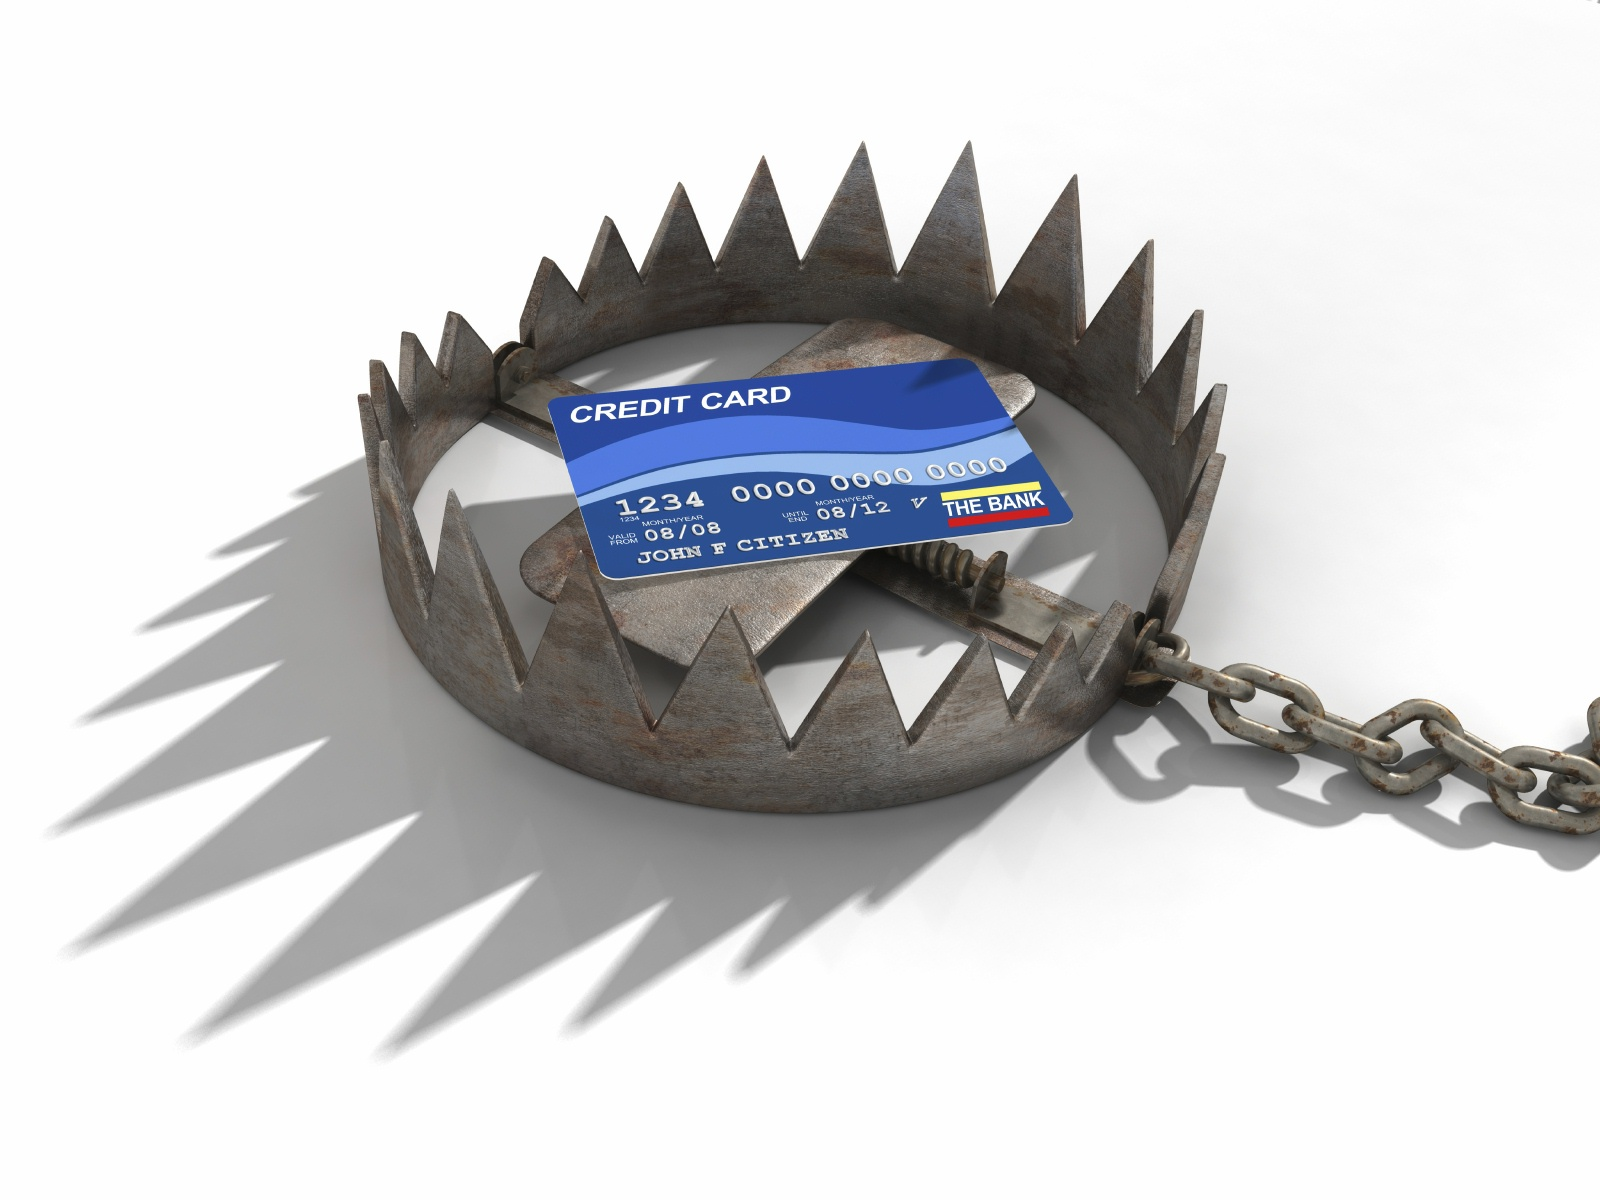 CREDIT CARD
1234 0000 0000 0000
1234
MONTH/YEAR MONTH/YEAR
VALID FROM 08/08 UNTIL END 08/12 V
THE BANK
JOHN F CITIZEN